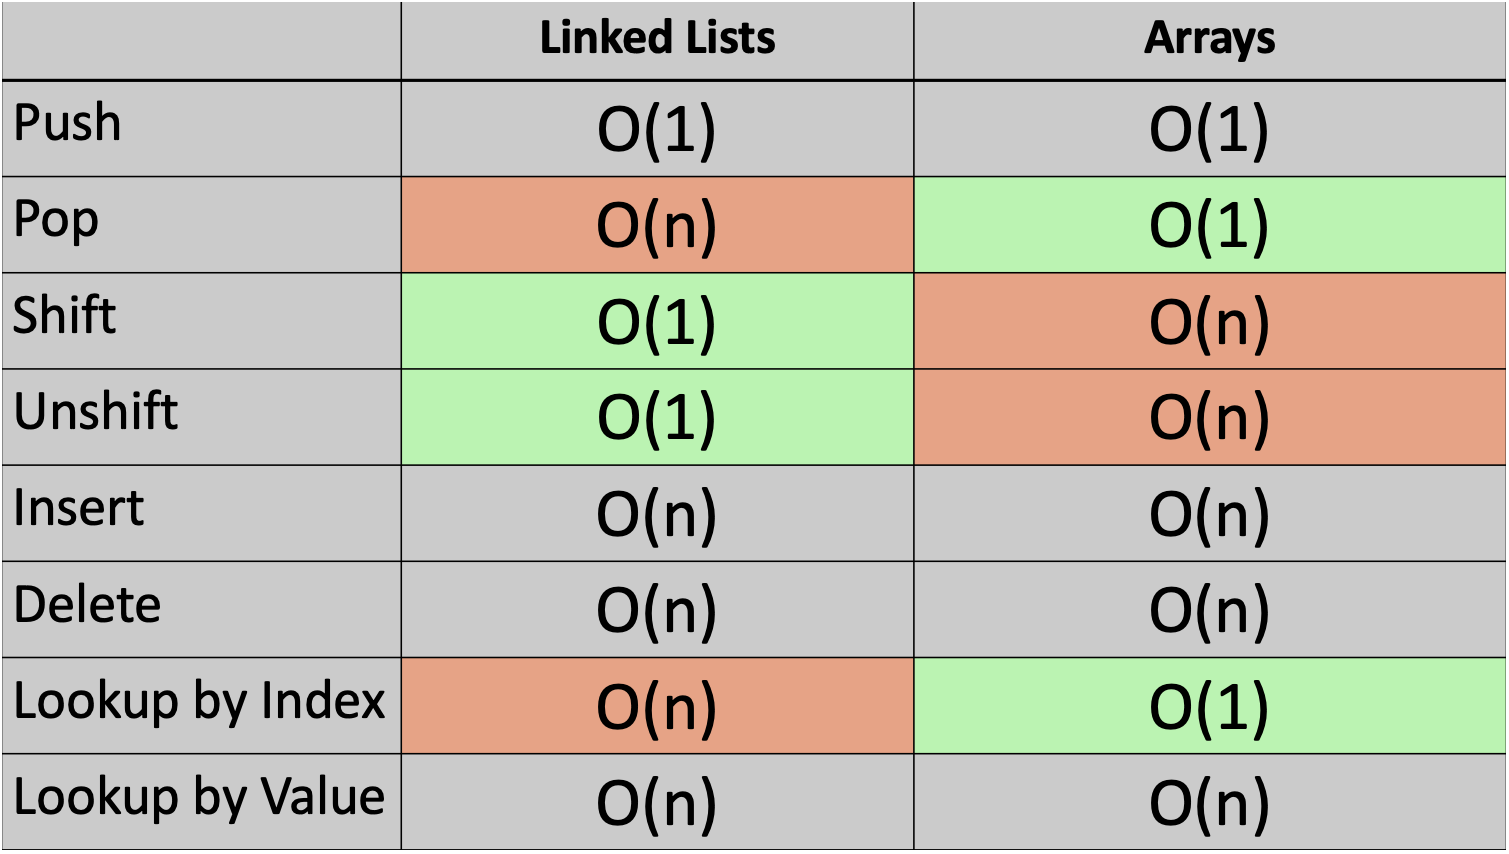 Linked Lists Arrays
Push O(1) O(1)
Pop O(n) O(1)
Shift O(1) O(n)
Unshift O(1) O(n)
Insert O(n) O(n)
Delete O(n) O(n)
Lookup by Index O(n) O(1)
Lookup by Value O(n) O(n)